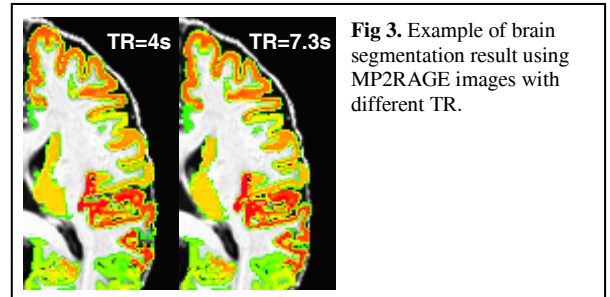 TR=4s
TR=7.3s
Fig 3. Example of brain
segmentation result using
MP2RAGE images with
different TR.